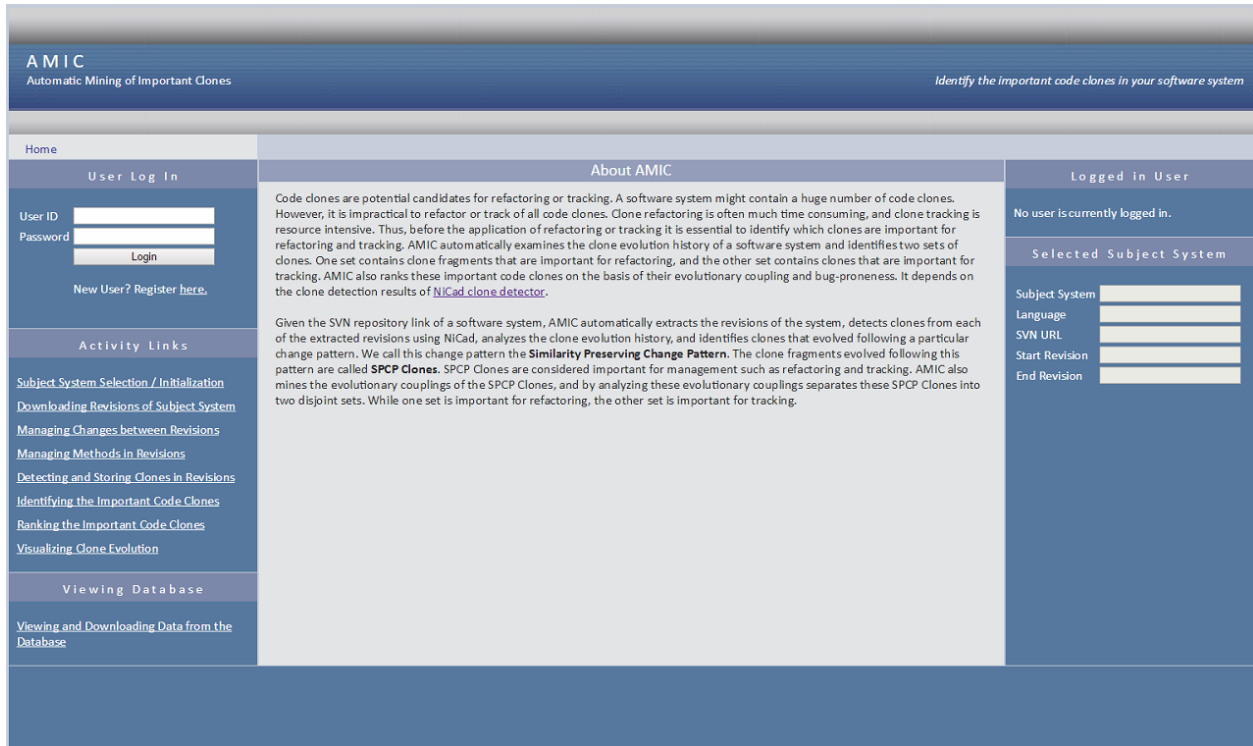 AMIC
Automatic Mining of Important Clones
Identify the important code clones in your software system
Home
User Log In
User ID
Password
Login
New User? Register here.
Activity Links
Subject System Selection / Initialization
Downloading Revisions of Subject System
Managing Changes between Revisions
Managing Methods in Revisions
Detecting and Storing Clones in Revisions
Identifying the Important Code Clones
Ranking the Important Code Clones
Visualizing Clone Evolution
Viewing Database
Viewing and Downloading Data from the
Database
About AMIC
Code clones are potential candidates for refactoring or tracking. A software system might contain a huge number of code clones.
However, it is impractical to refactor or track of all code clones. Clone refactoring is often much time consuming, and clone tracking is
resource intensive. Thus, before the application of refactoring or tracking it is essential to identify which clones are important for
refactoring and tracking. AMIC automatically examines the clone evolution history of a software system and identifies two sets of
clones. One set contains clone fragments that are important for refactoring, and the other set contains clones that are important for
tracking. AMIC also ranks these important code clones on the basis of their evolutionary coupling and bug-proneness. It depends on
the clone detection results of NiCad clone detector.
Given the SVN repository link of a software system, AMIC automatically extracts the revisions of the system, detects clones from each
of the extracted revisions using NiCad, analyzes the clone evolution history, and identifies clones that evolved following a particular
change pattern. We call this change pattern the Similarity Preserving Change Pattern. The clone fragments evolved following this
pattern are called SPCP Clones. SPCP Clones are considered important for management such as refactoring and tracking. AMIC also
mines the evolutionary couplings of the SPCP Clones, and by analyzing these evolutionary couplings separates these SPCP Clones into
two disjoint sets. While one set is important for refactoring, the other set is important for tracking.
Logged in User
No user is currently logged in.
Selected Subject System
Subject System
Language
SVN URL
Start Revision
End Revision